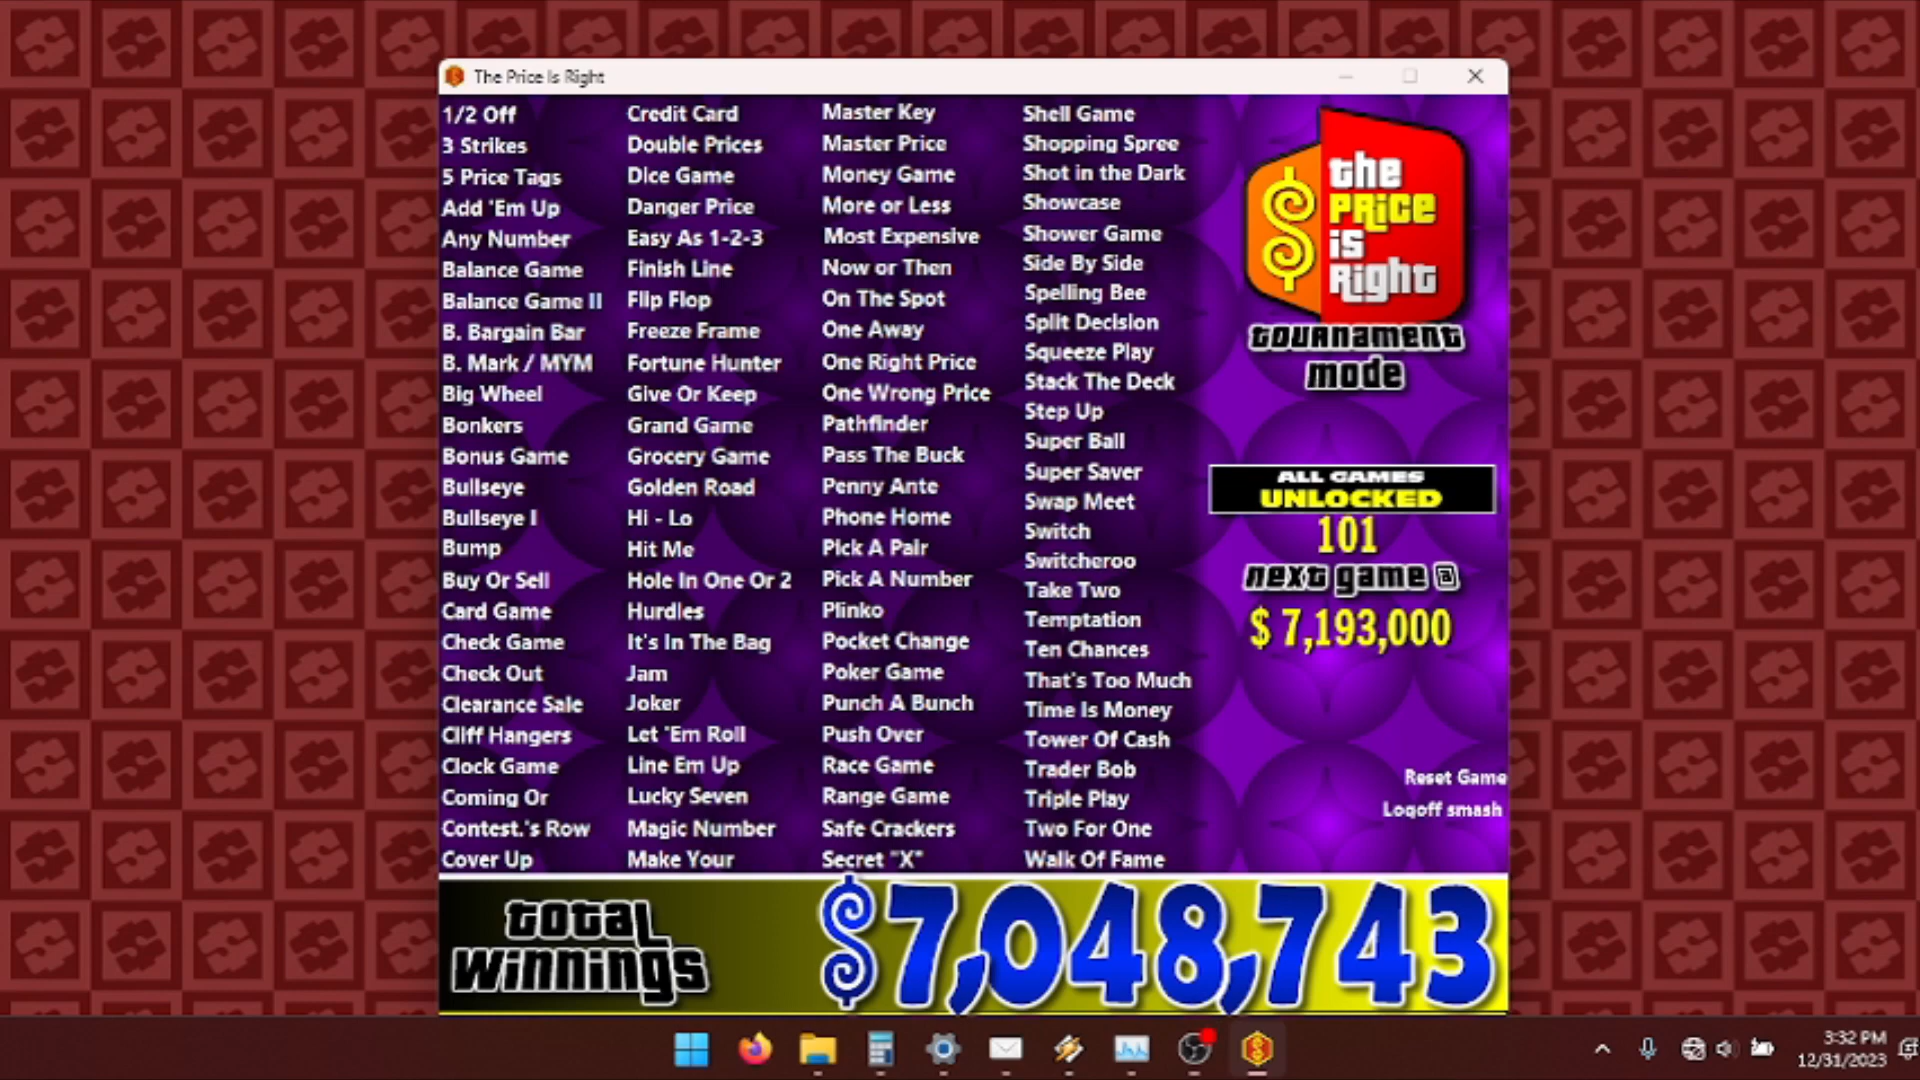 The Price Is Right
1/2 Off
3 Strikes
5 Price Tags
Add 'Em Up
Any Number
Balance Game
Balance Game II
B. Bargain Bar
B. Mark / MYM
Big Wheel
Bonkers
Bonus Game
Bullseye
Bullseye I
Bump
Buy Or Sell
Card Game
Check Game
Check Out
Clearance Sale
Cliff Hangers
Clock Game
Coming Or
Contest.'s Row
Cover Up
Credit Card
Double Prices
Dice Game
Danger Price
Easy As 1-2-3
Finish Line
Flip Flop
Freeze Frame
Fortune Hunter
Give Or Keep
Grand Game
Grocery Game
Golden Road
Hi - Lo
Hit Me
Hole In One Or 2
Hurdles
It's In The Bag
Jam
Joker
Let 'Em Roll
Line Em Up
Lucky Seven
Magic Number
Make Your
Master Key
Master Price
Money Game
More or Less
Most Expensive
Now or Then
On The Spot
One Away
One Right Price
One Wrong Price
Pathfinder
Pass The Buck
Penny Ante
Phone Home
Pick A Pair
Pick A Number
Plinko
Pocket Change
Poker Game
Punch A Bunch
Push Over
Race Game
Range Game
Safe Crackers
Secret "X"
Shell Game
Shopping Spree
Shot in the Dark
Showcase
Shower Game
Side By Side
Spelling Bee
Split Decision
Squeeze Play
Stack The Deck
Step Up
Super Ball
Super Saver
Swap Meet
Switch
Switcheroo
Take Two
Temptation
Ten Chances
That's Too Much
Time Is Money
Tower Of Cash
Trader Bob
Triple Play
Two For One
Walk Of Fame
$
the
Price
is
Right
tournament
mode
ALL GAMES
UNLOCKED
101
next game @
$ 7,193,000
Reset Game
Logoff smash
total
winnings
$7,048,743
3:32 PM
12/31/2023